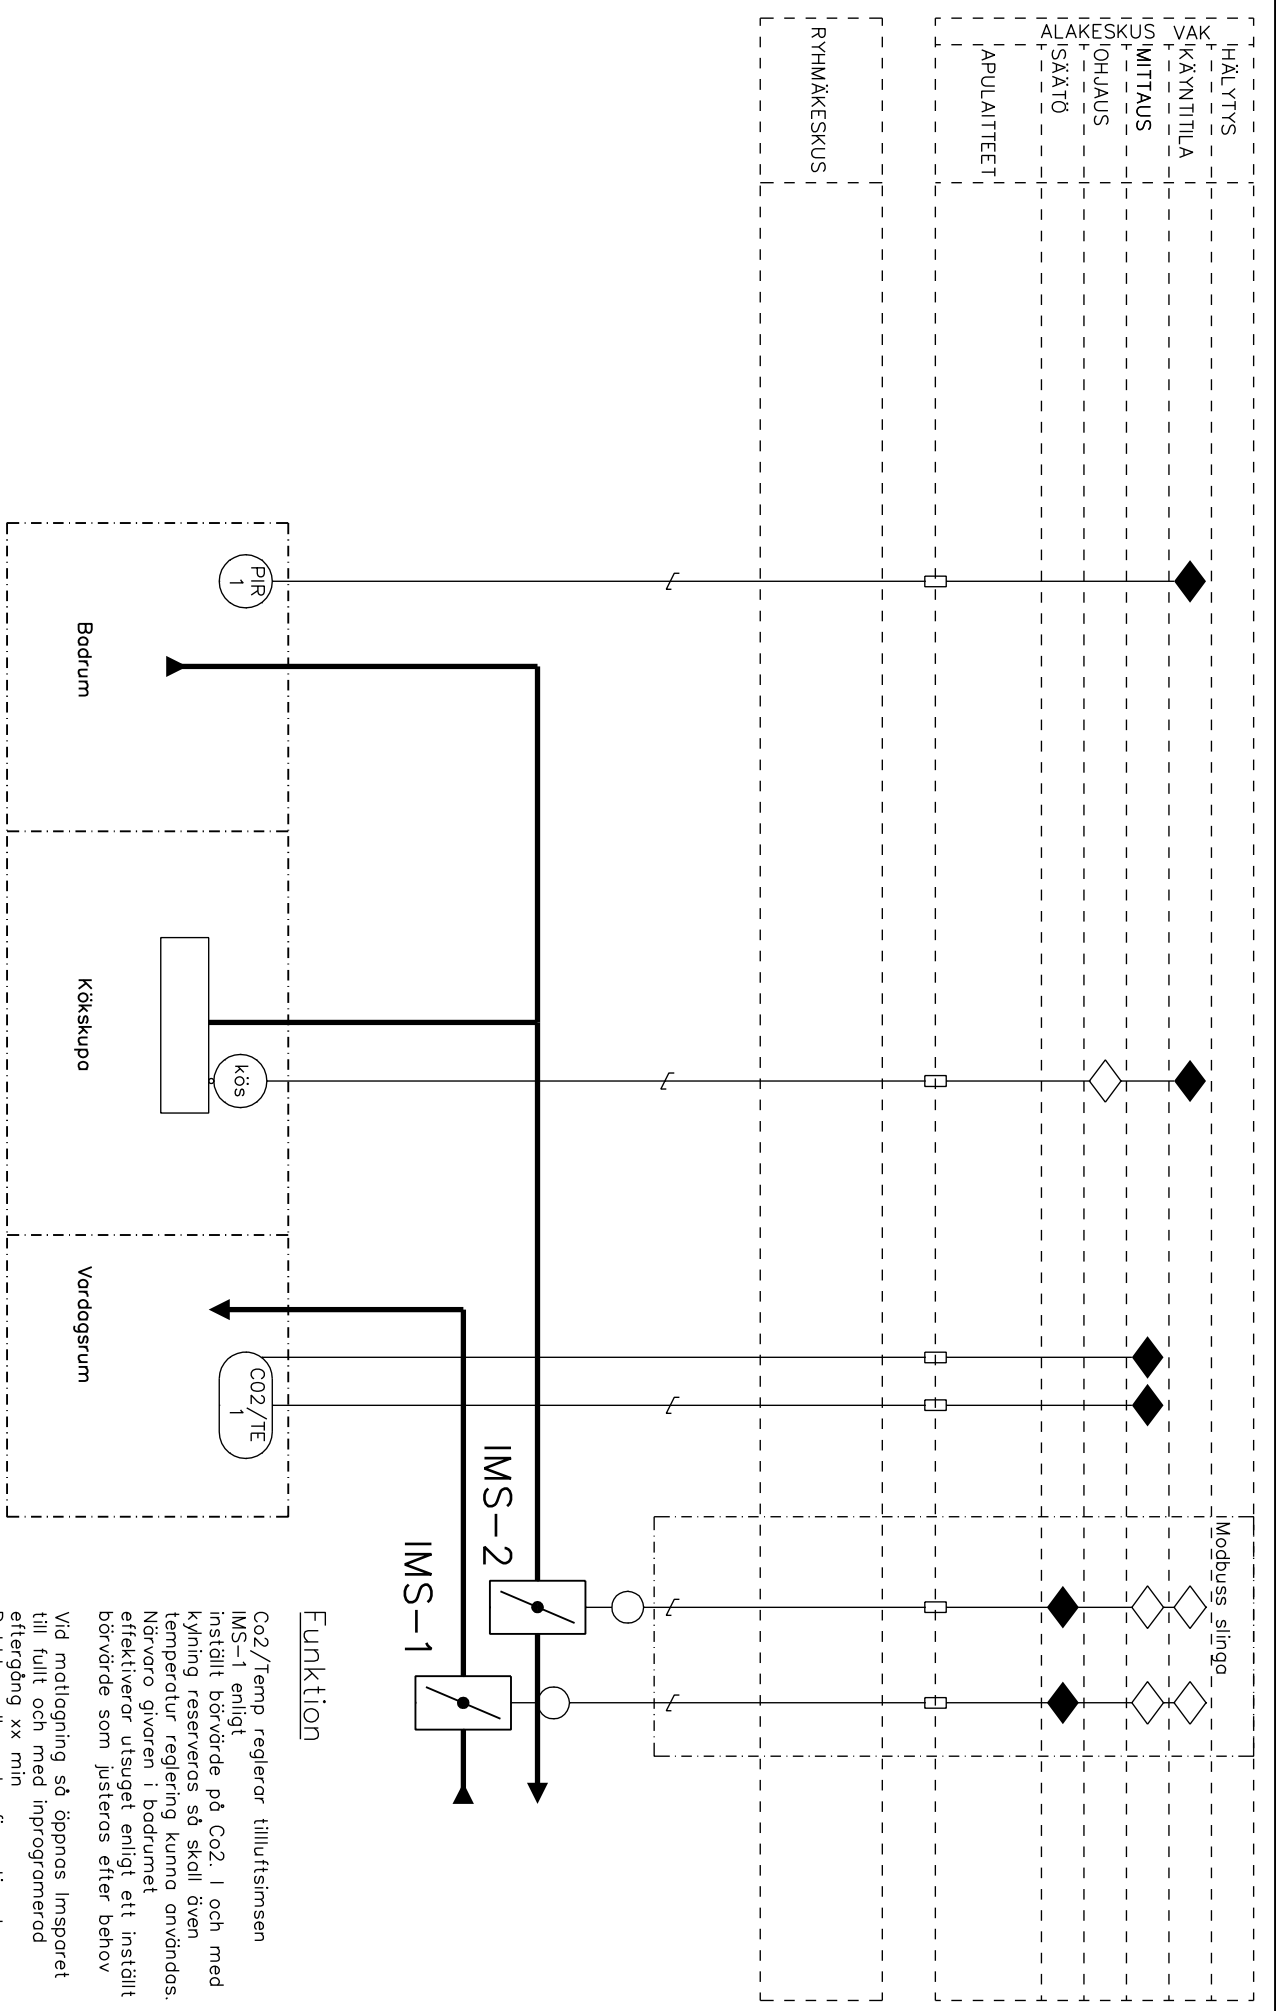 HÄLYTYS
VAK
KÄYNTITILA
MITTAUS
ALAKESKUS
OHJAUS
SÄÄTÖ
APULAITTEET
RYHMÄKESKUS
Modbuss slinga
IMS-2
IMS-1
PIR
1
kös
C02/TE
1
Badrum
Kökskupa
Vardagsrum
Funktion
Co2/Temp reglerar tillluftsimsen
IMS-1 enligt
inställt börvärde på Co2. I och med
kylning reserveras så skall även
temperatur reglering kunna användas.
Närvaro givaren i badrumet
effektiverar utsuget enligt ett inställt
börvärde som justeras efter behov
Vid matlagning så öppnas Imsparet
till fullt och med inprogramerad
eftergång xx min